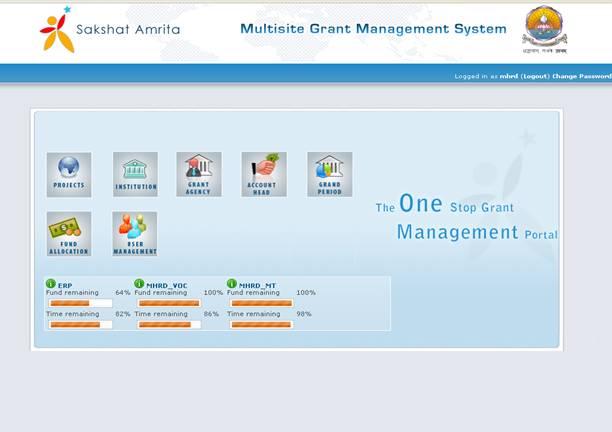 Sakshat Amrita
Multisite Grant Management System
Logged in as mhrd (Logout) Change Password
PROJECTS
INSTITUTION
GRANT
AGENCY
ACCOUNT
HEAD
GRAND
PERIOD
FUND
ALLOCATION
USER
MANAGEMENT
The One Stop Grant
Management Portal
ERP MHRD_VOC MHRD_MT
Fund remaining 64% Fund remaining 100% Fund remaining 100%
Time remaining 82% Time remaining 86% Time remaining 98%